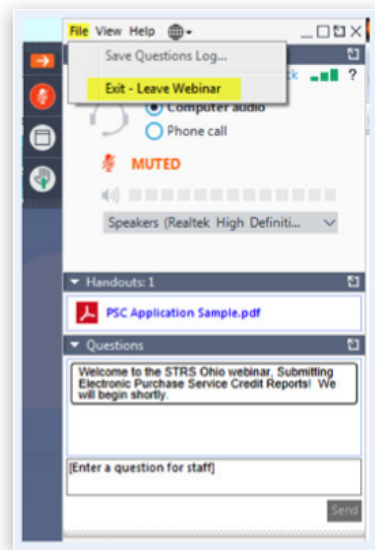 File View Help
Save Questions Log...
Exit - Leave Webinar
?
Computer audio
Phone call
MUTED
Speakers (Realtek High Definiti...
Handouts: 1
PSC Application Sample.pdf
Questions
Welcome to the STRS Ohio webinar, Submitting
Electronic Purchase Service Credit Reports! We
will begin shortly.
[Enter a question for staff]
Send